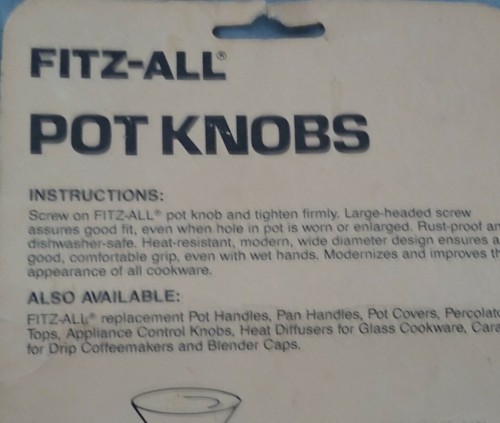 FITZ-ALL®
POT KNOBS
INSTRUCTIONS:
Screw on FITZ-ALL® pot knob and tighten firmly. Large-headed screw
assures good fit, even when hole in pot is worn or enlarged. Rust-proof an
dishwasher-safe. Heat-resistant, modern, wide diameter design ensures a
good, comfortable grip, even with wet hands. Modernizes and improves th
appearance of all cookware.
ALSO AVAILABLE:
FITZ-ALL® replacement Pot Handles, Pan Handles, Pot Covers, Percolato
Tops, Appliance Control Knobs, Heat Diffusers for Glass Cookware, Cara
for Drip Coffeemakers and Blender Caps.